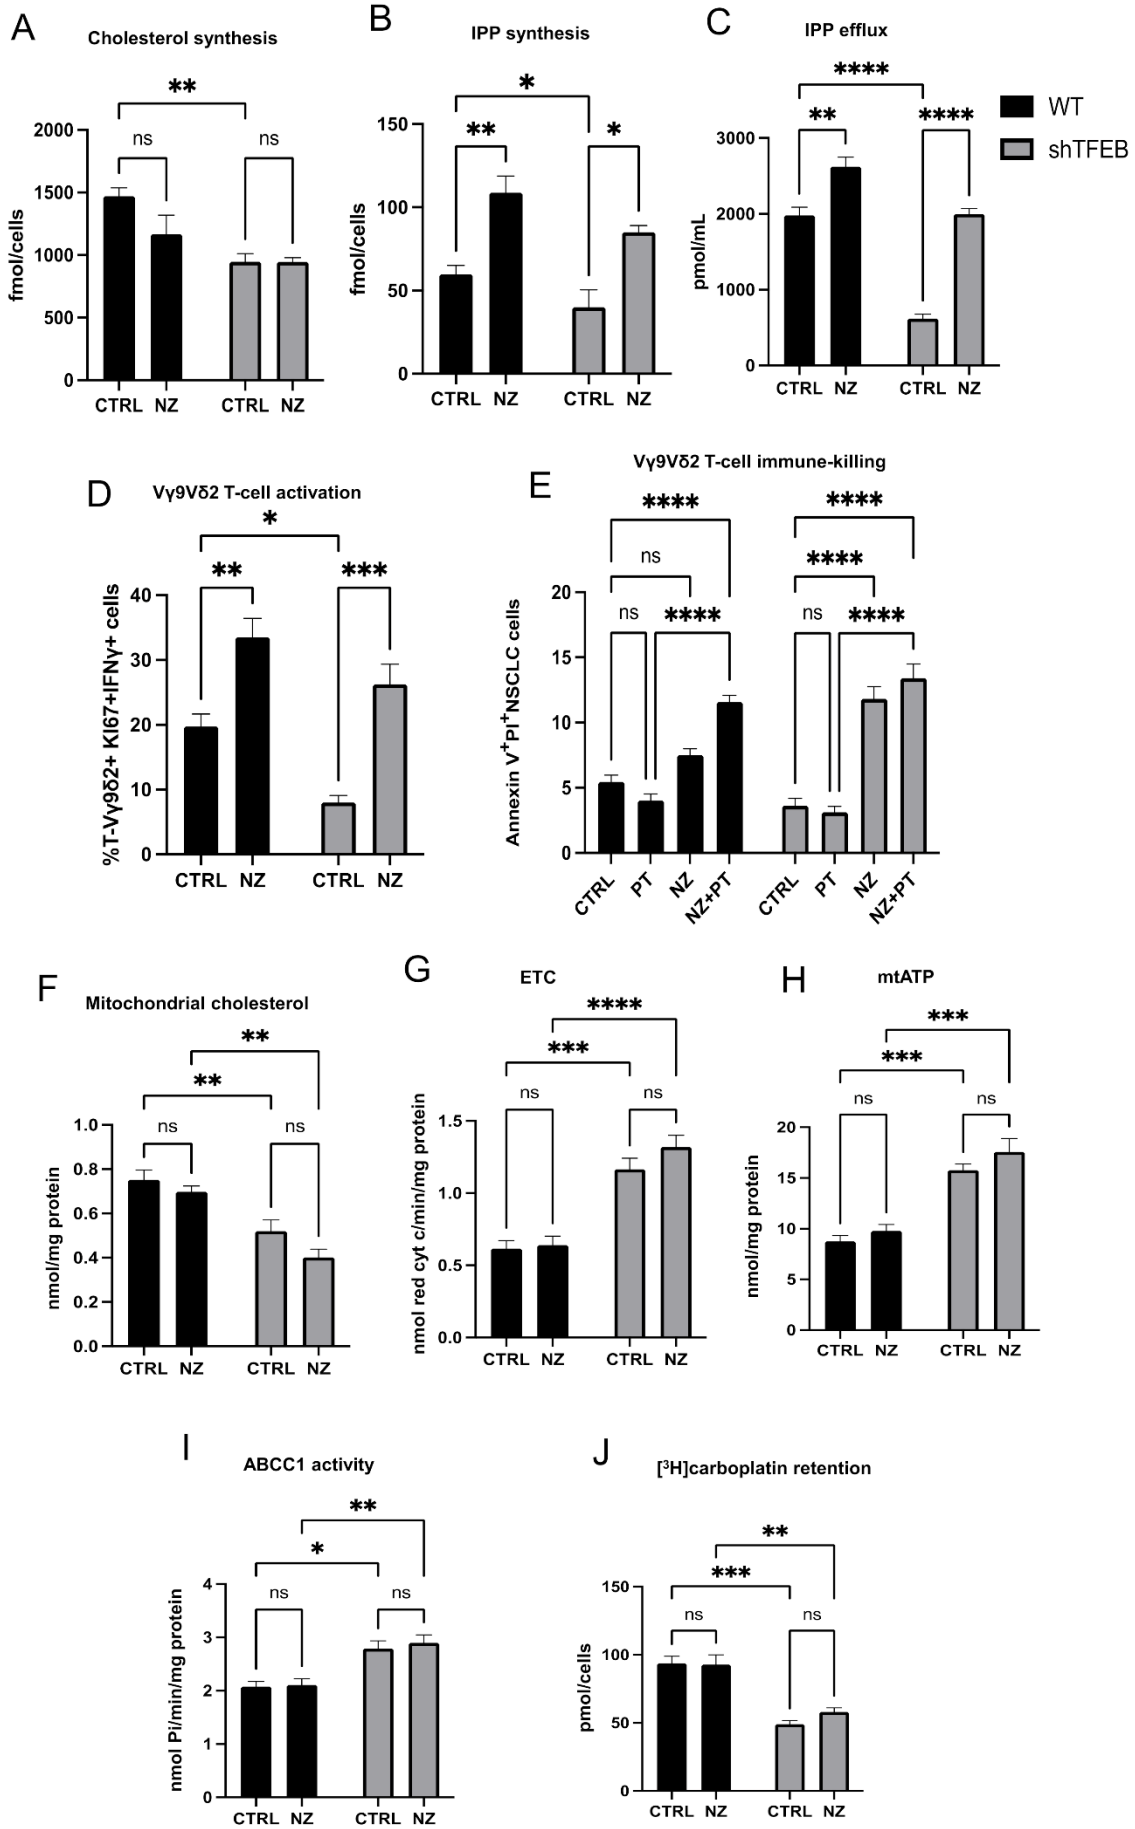 A
Cholesterol synthesis
**
ns
ns
2000
1500
1000
500
0
fmol/cells
CTRL NZ
CTRL NZ
B
IPP synthesis
*
**
*
150
100
50
0
fmol/cells
CTRL NZ
CTRL NZ
C
IPP efflux
****
**
****
3000
2000
1000
0
pmol/mL
CTRL NZ
CTRL NZ
WT
shTFEB
D
Vγ9Vδ2 T-cell activation
*
**
***
40
30
20
10
0
%T-Vγ9δ2+ KI67+IFNγ+ cells
CTRL NZ
CTRL NZ
E
Vγ9Vδ2 T-cell immune-killing
****
****
ns
****
ns
****
ns
****
20
15
10
5
0
Annexin V⁺PI⁺NSCLC cells
CTRL PT NZ NZ+PT
CTRL PT NZ NZ+PT
F
Mitochondrial cholesterol
**
**
ns
ns
1.0
0.8
0.6
0.4
0.2
0.0
nmol/mg protein
CTRL NZ
CTRL NZ
G
ETC
****
***
ns
ns
1.5
1.0
0.5
0.0
nmol red cyt c/min/mg protein
CTRL NZ
CTRL NZ
H
mtATP
***
***
ns
ns
20
15
10
5
0
nmol/mg protein
CTRL NZ
CTRL NZ
I
ABCC1 activity
**
*
ns
ns
4
3
2
1
0
nmol Pi/min/mg protein
CTRL NZ
CTRL NZ
J
[³H]carboplatin retention
**
***
ns
ns
150
100
50
0
pmol/cells
CTRL NZ
CTRL NZ